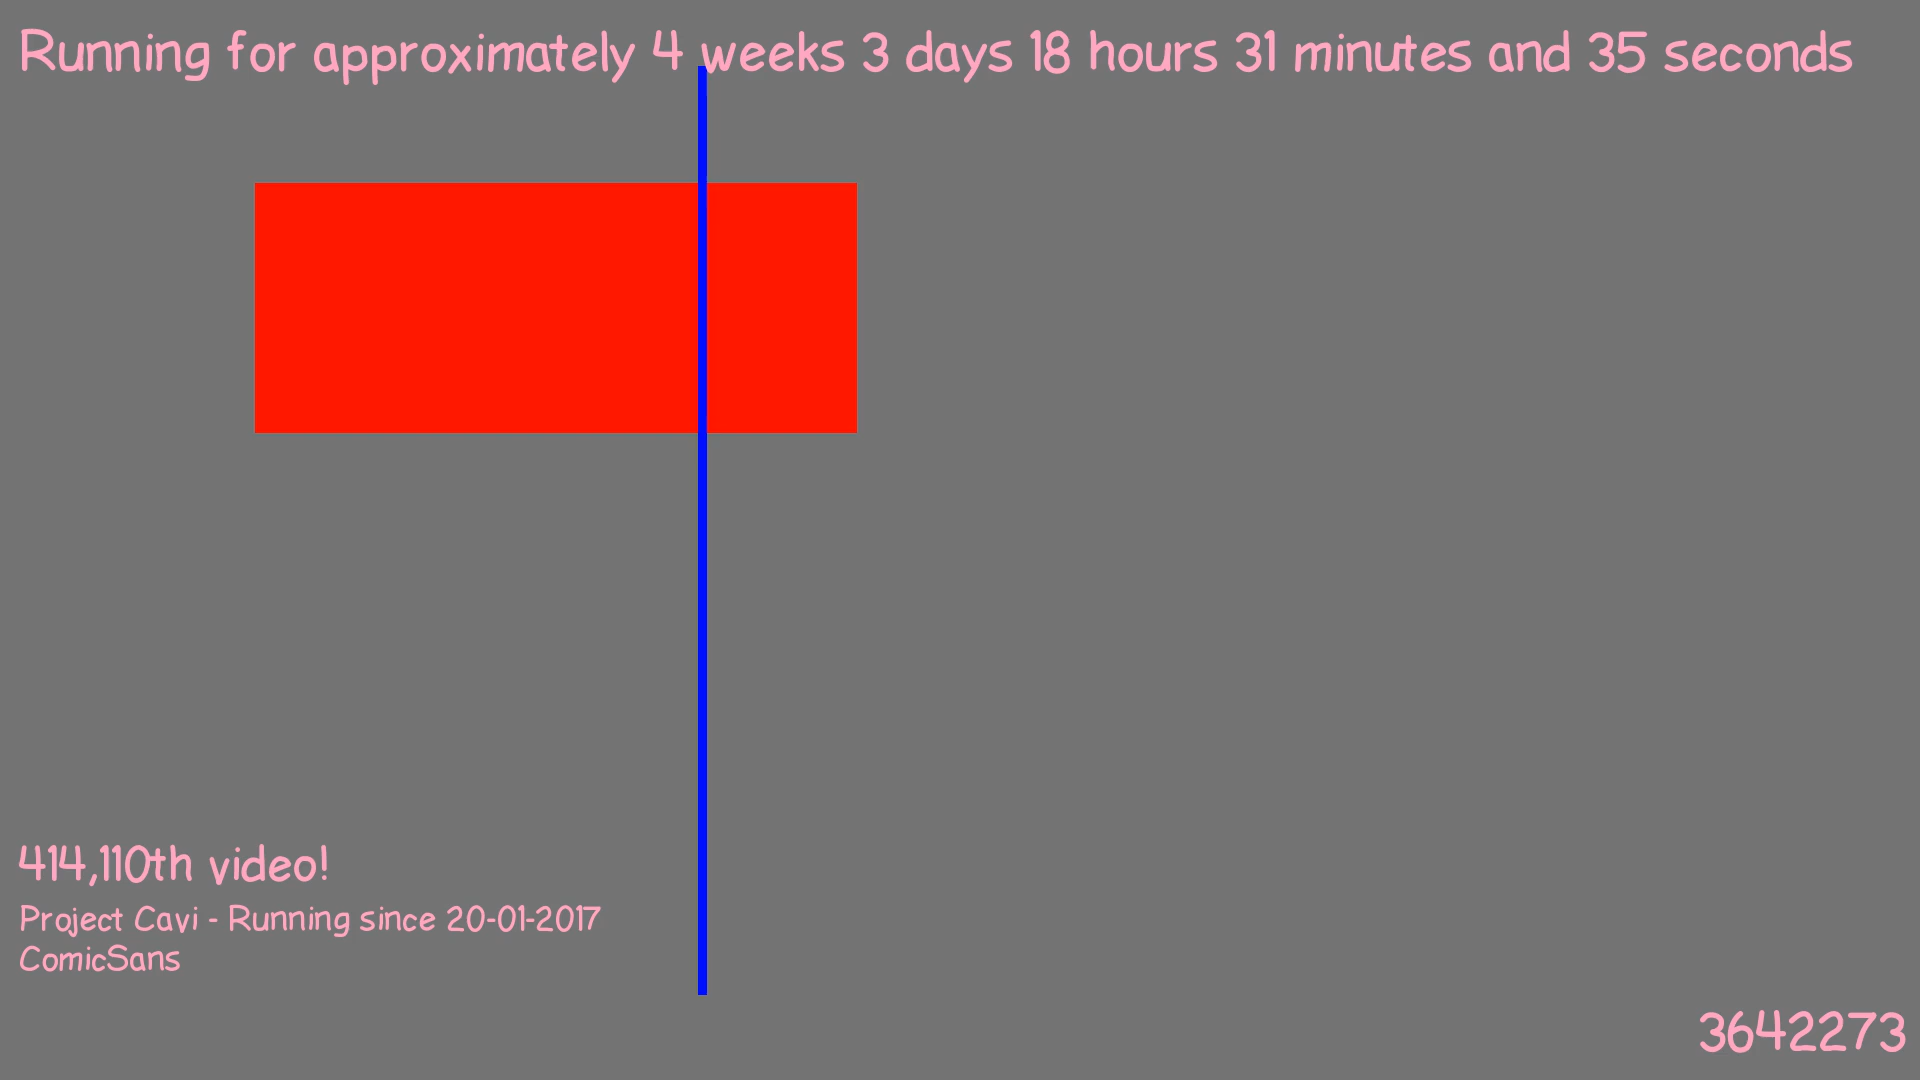 Running for approximately 4 weeks 3 days 18 hours 31 minutes and 35 seconds
414,110th video!
Project Cavi - Running since 20-01-2017
ComicSans
3642273